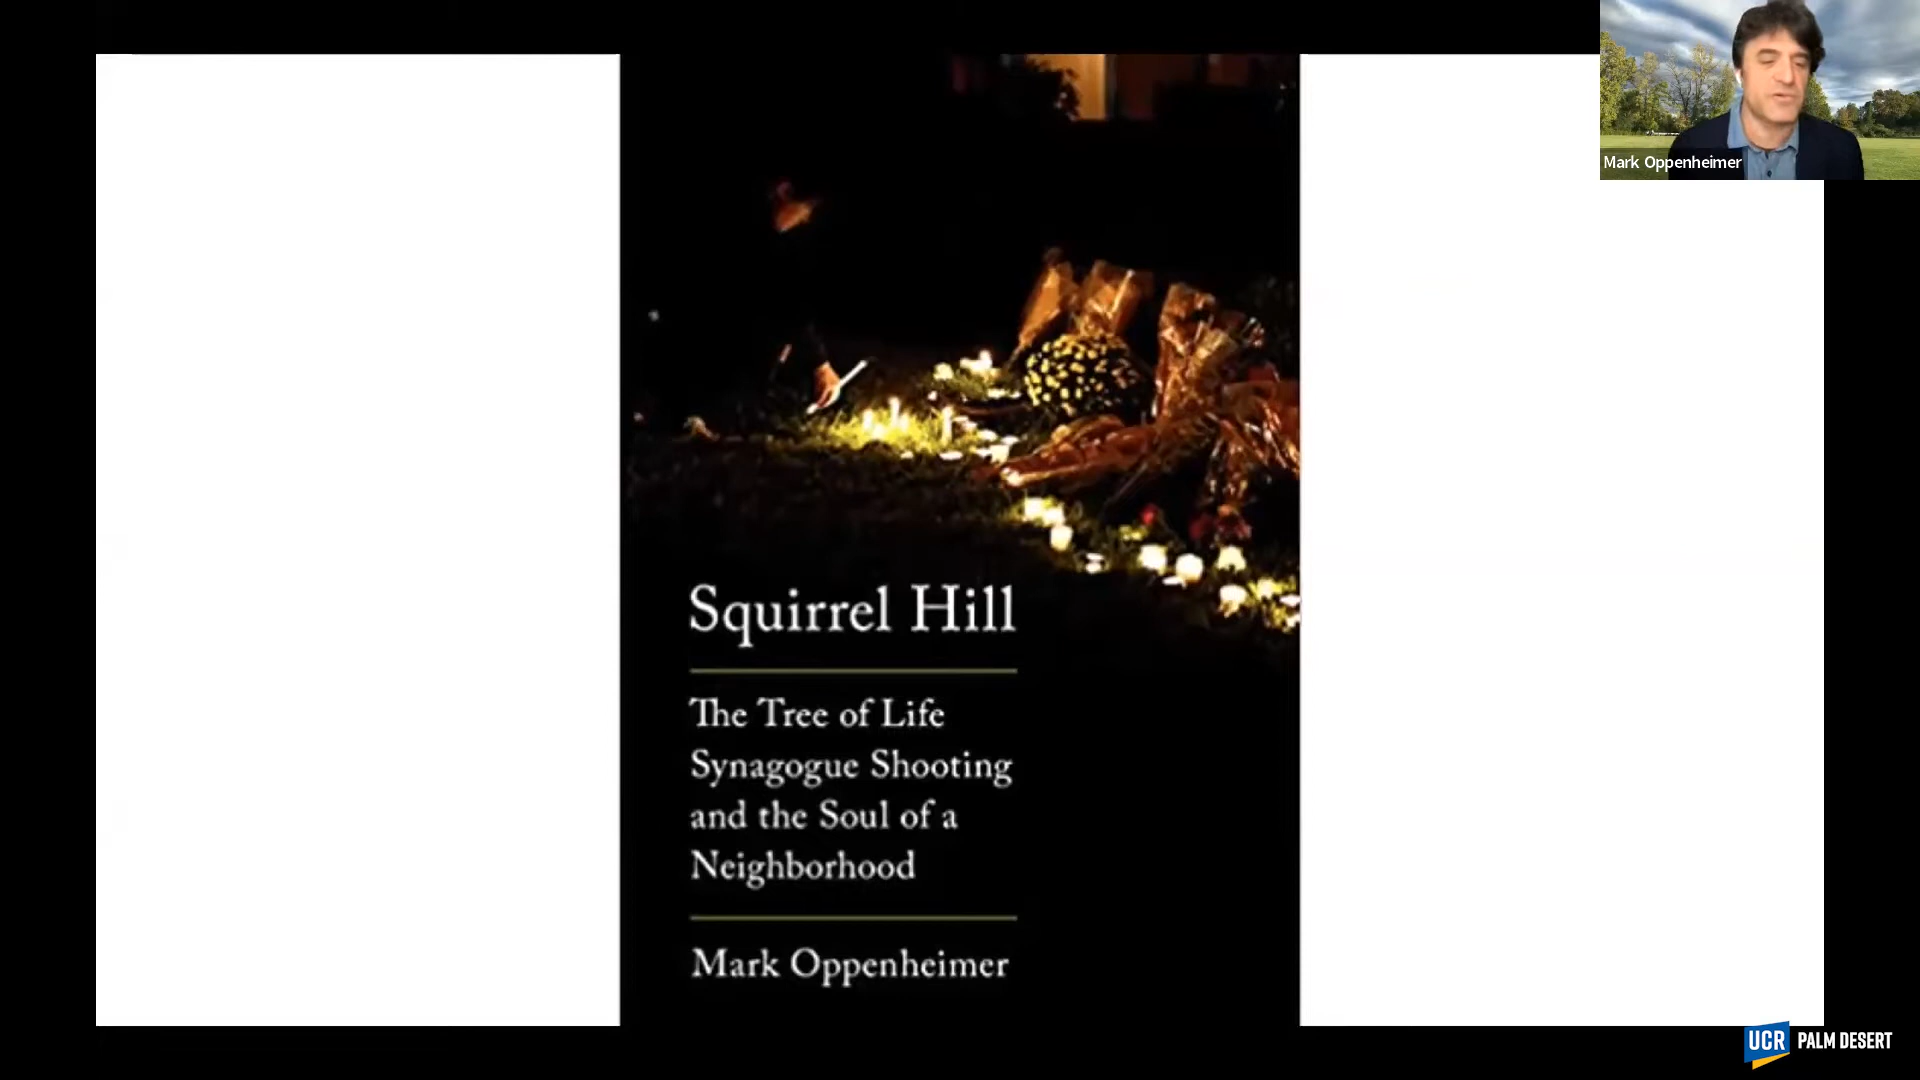 Mark Oppenheimer
Squirrel Hill
The Tree of Life
Synagogue Shooting
and the Soul of a
Neighborhood
Mark Oppenheimer
UCR PALM DESERT